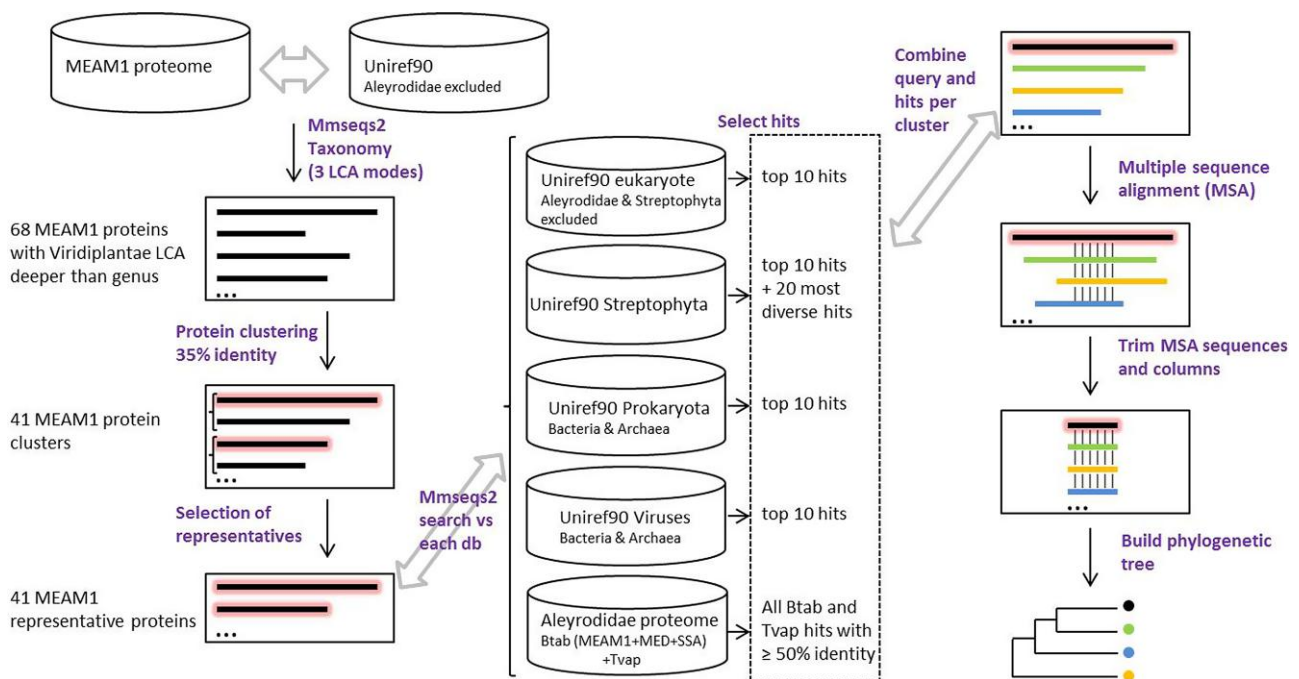 MEAM1 proteome
Uniref90
Aleyrodidae excluded
Mmseqs2
Taxonomy
(3 LCA modes)
68 MEAM1 proteins
with Viridiplantae LCA
deeper than genus
...
Protein clustering
35% identity
41 MEAM1 protein
clusters
...
Selection of
representatives
41 MEAM1
representative proteins
...
Mmseqs2
search vs
each db
Select hits
Uniref90 eukaryote
Aleyrodidae & Streptophyta
excluded
top 10 hits
Uniref90 Streptophyta
top 10 hits
+ 20 most
diverse hits
Uniref90 Prokaryota
Bacteria & Archaea
top 10 hits
Uniref90 Viruses
Bacteria & Archaea
top 10 hits
Aleyrodidae proteome
Btab (MEAM1+MED+SSA)
+Tvap
All Btab and
Tvap hits with
≥ 50% identity
Combine
query and
hits per
cluster
...
Multiple sequence
alignment (MSA)
...
Trim MSA sequences
and columns
...
Build phylogenetic
tree